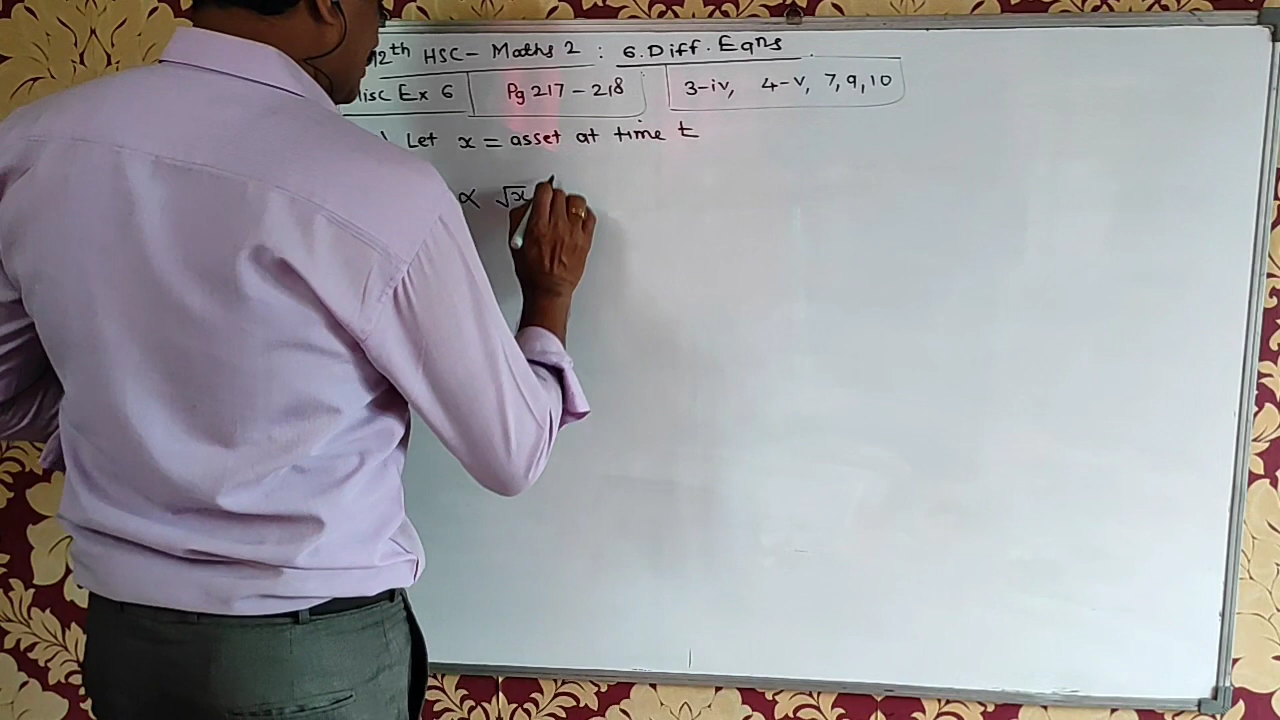 12th HSC - Maths 2 : 6. Diff. Eqns
Misc Ex 6 Pg 217 - 218 3-iv, 4-v, 7, 9, 10
) Let x = asset at time t
∝ √x